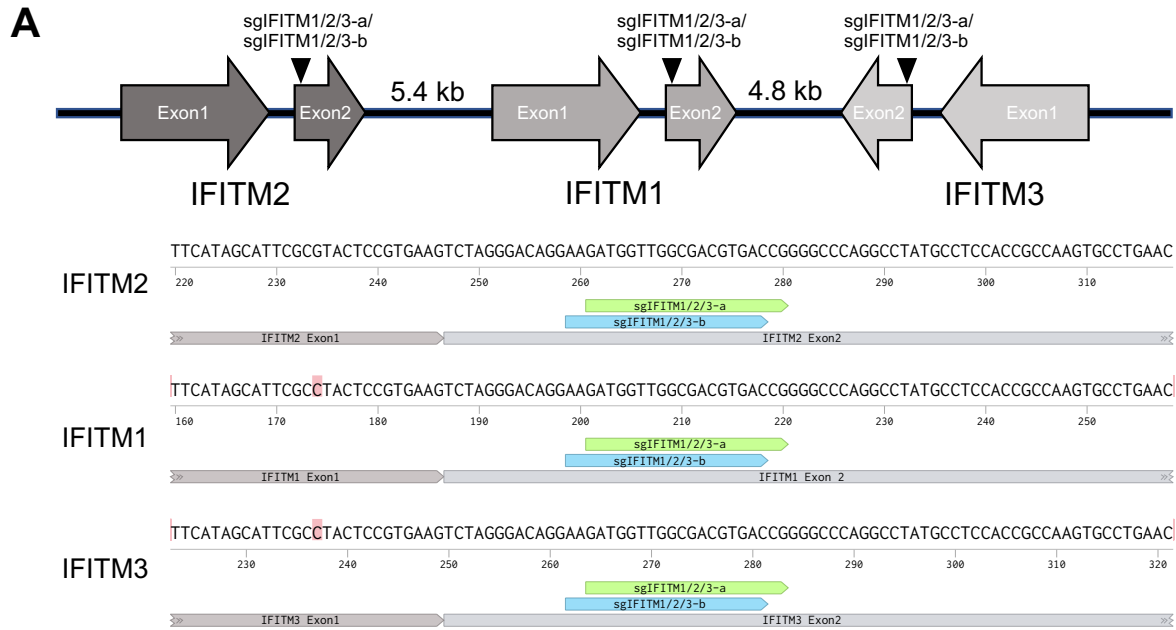 A
sgIFITM1/2/3-a/
sgIFITM1/2/3-b
sgIFITM1/2/3-a/
sgIFITM1/2/3-b
sgIFITM1/2/3-a/
sgIFITM1/2/3-b
Exon1 Exon2 5.4 kb Exon1 Exon2 4.8 kb Exon2 Exon1
IFITM2 IFITM1 IFITM3
TTCATAGCATTCGCGTACTCCGTGAAGTCTAGGGACAGGAAGATGGTTGGCGACGTGACCGGGGCCCAGGCCTATGCCTCCACCGCCAAGTGCCTGAAC
220 230 240 250 260 270 280 290 300 310
IFITM2
sgIFITM1/2/3-a
sgIFITM1/2/3-b
IFITM2 Exon1 IFITM2 Exon2
TTCATAGCATTCGCCTACTCCGTGAAGTCTAGGGACAGGAAGATGGTTGGCGACGTGACCGGGGCCCAGGCCTATGCCTCCACCGCCAAGTGCCTGAAC
160 170 180 190 200 210 220 230 240 250
IFITM1
sgIFITM1/2/3-a
sgIFITM1/2/3-b
IFITM1 Exon1 IFITM1 Exon 2
TTCATAGCATTCGCCTACTCCGTGAAGTCTAGGGACAGGAAGATGGTTGGCGACGTGACCGGGGCCCAGGCCTATGCCTCCACCGCCAAGTGCCTGAAC
230 240 250 260 270 280 290 300 310 320
IFITM3
sgIFITM1/2/3-a
sgIFITM1/2/3-b
IFITM3 Exon1 IFITM3 Exon2